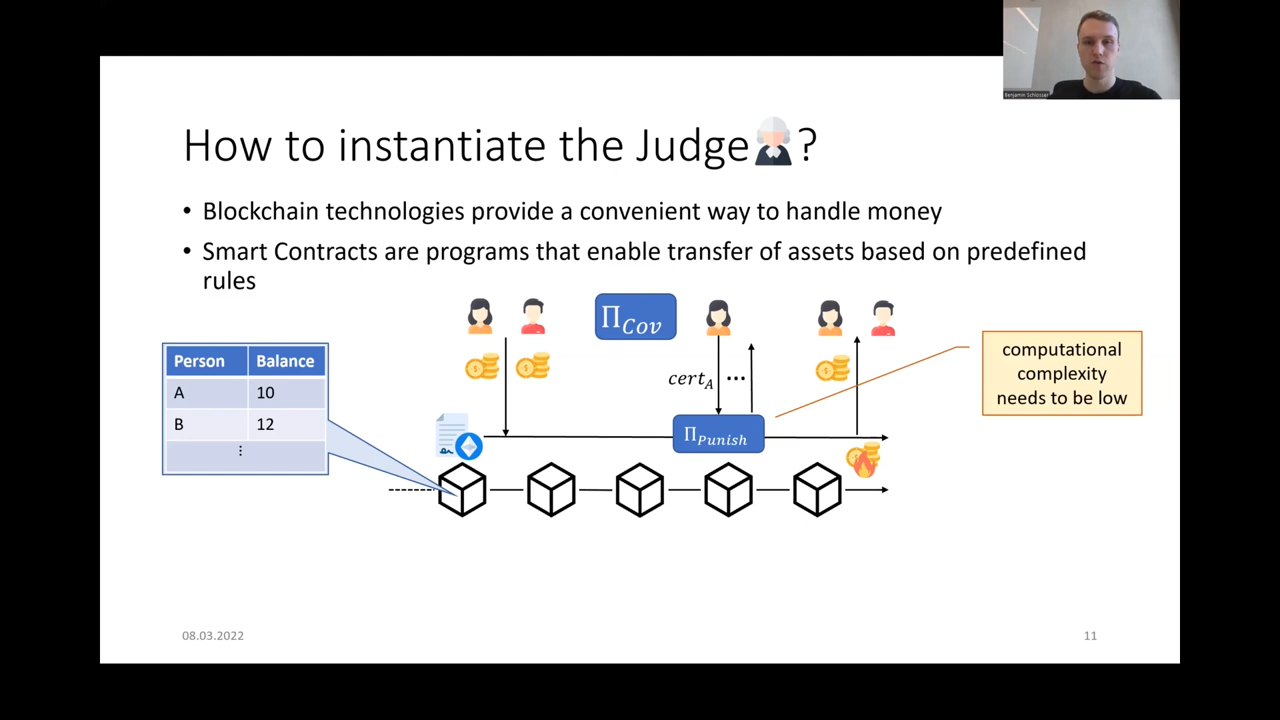 Benjamin Schlosser
How to instantiate the Judge ?
• Blockchain technologies provide a convenient way to handle money
• Smart Contracts are programs that enable transfer of assets based on predefined
rules
Π_Cov
Person Balance
A 10
B 12
⋮
cert_A ...
Π_Punish
computational
complexity
needs to be low
08.03.2022
11